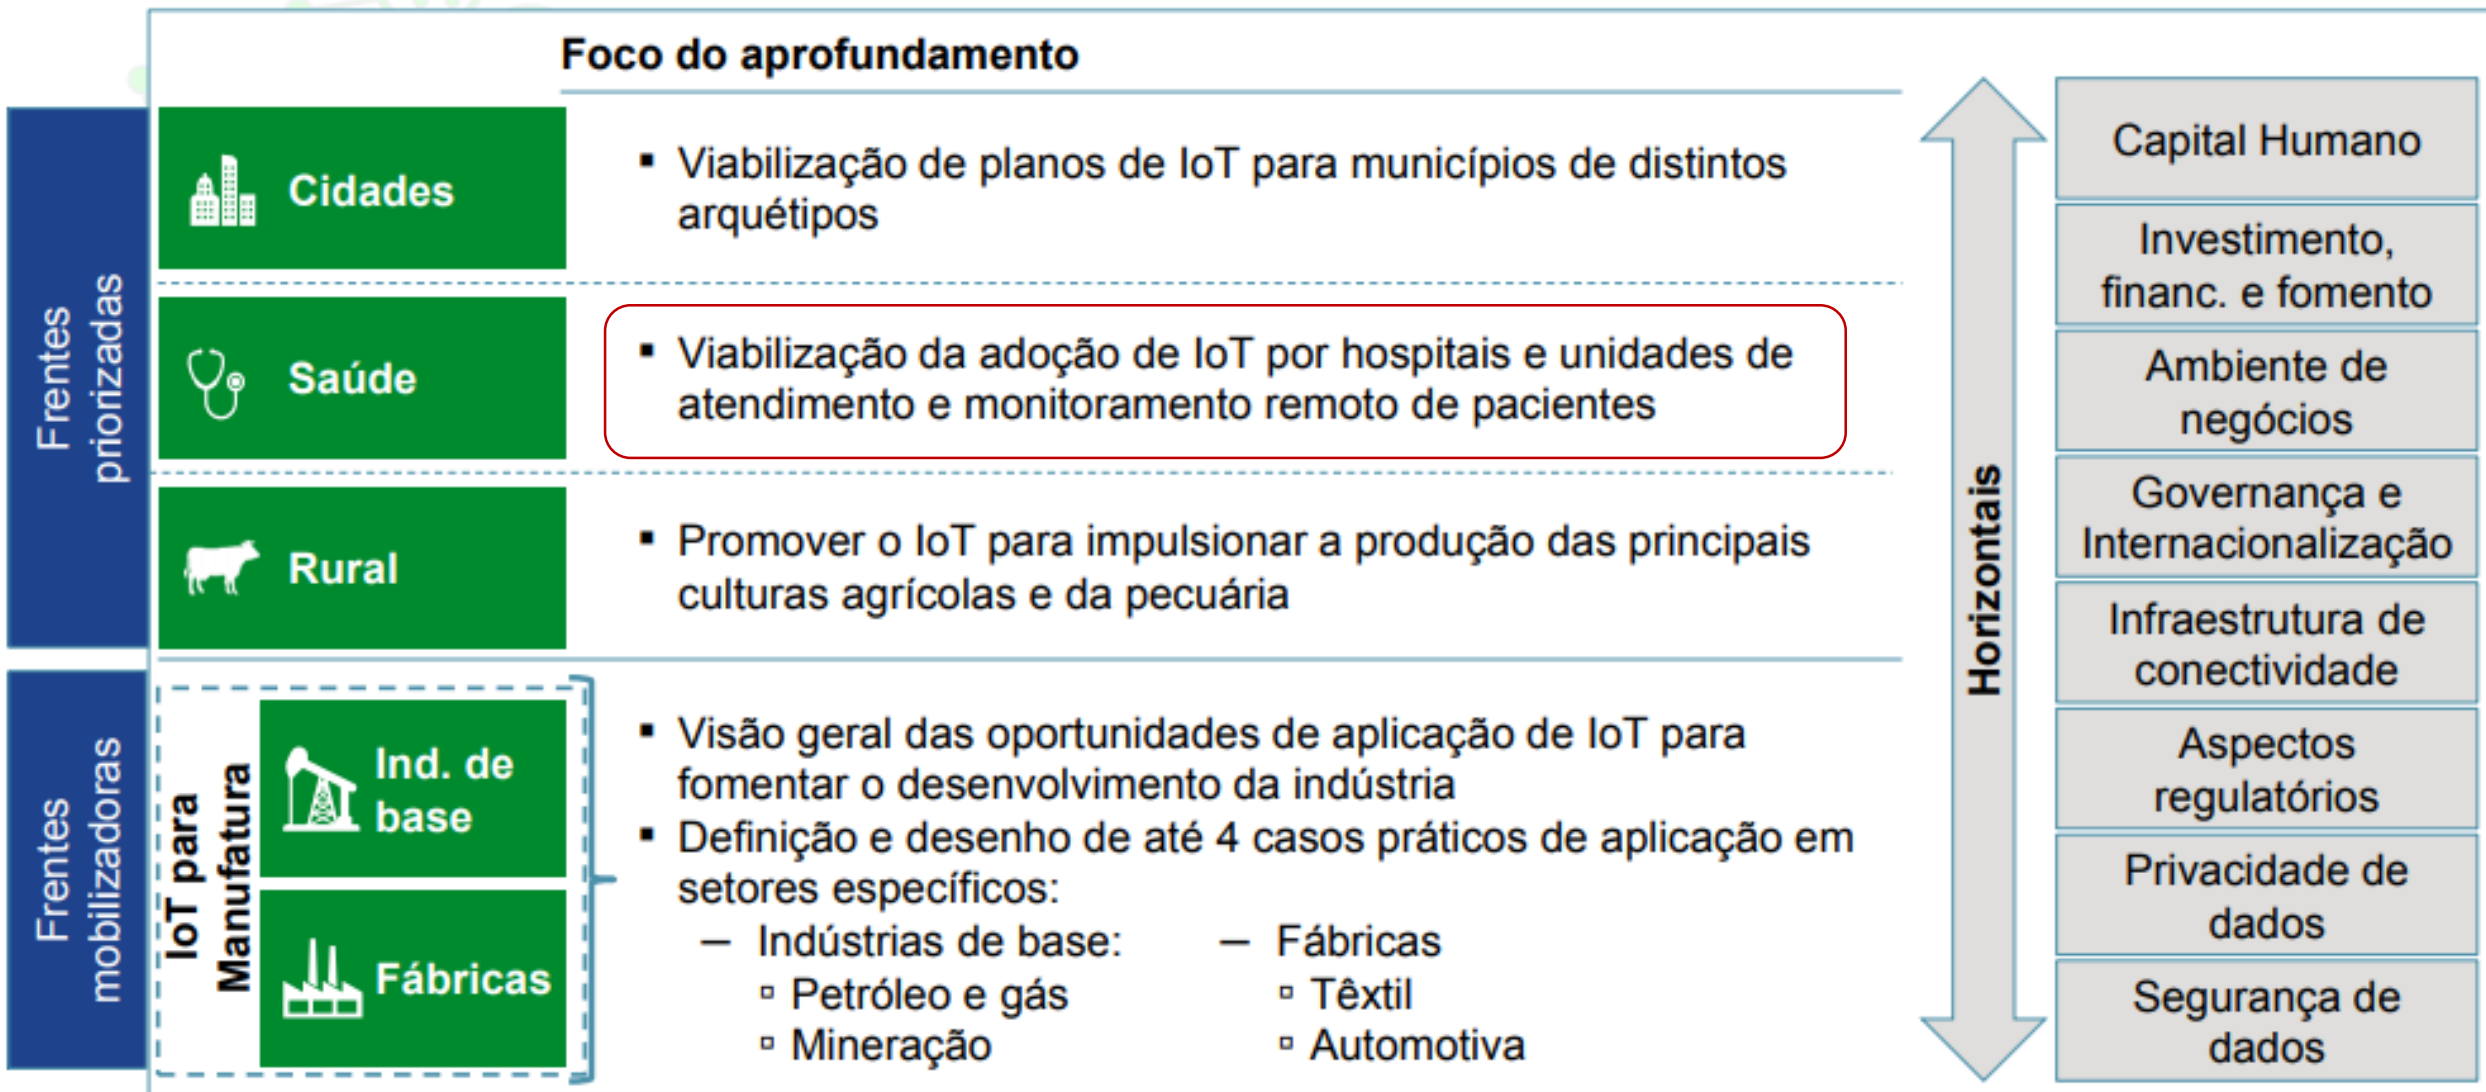 Foco do aprofundamento
Frentes
priorizadas
Cidades
▪ Viabilização de planos de IoT para municípios de distintos
arquétipos
Saúde
▪ Viabilização da adoção de IoT por hospitais e unidades de
atendimento e monitoramento remoto de pacientes
Rural
▪ Promover o IoT para impulsionar a produção das principais
culturas agrícolas e da pecuária
Frentes
mobilizadoras
IoT para
Manufatura
Ind. de
base
Fábricas
▪ Visão geral das oportunidades de aplicação de IoT para
fomentar o desenvolvimento da indústria
▪ Definição e desenho de até 4 casos práticos de aplicação em
setores específicos:
– Indústrias de base:
▫ Petróleo e gás
▫ Mineração
– Fábricas
▫ Têxtil
▫ Automotiva
Horizontais
Capital Humano
Investimento,
financ. e fomento
Ambiente de
negócios
Governança e
Internacionalização
Infraestrutura de
conectividade
Aspectos
regulatórios
Privacidade de
dados
Segurança de
dados